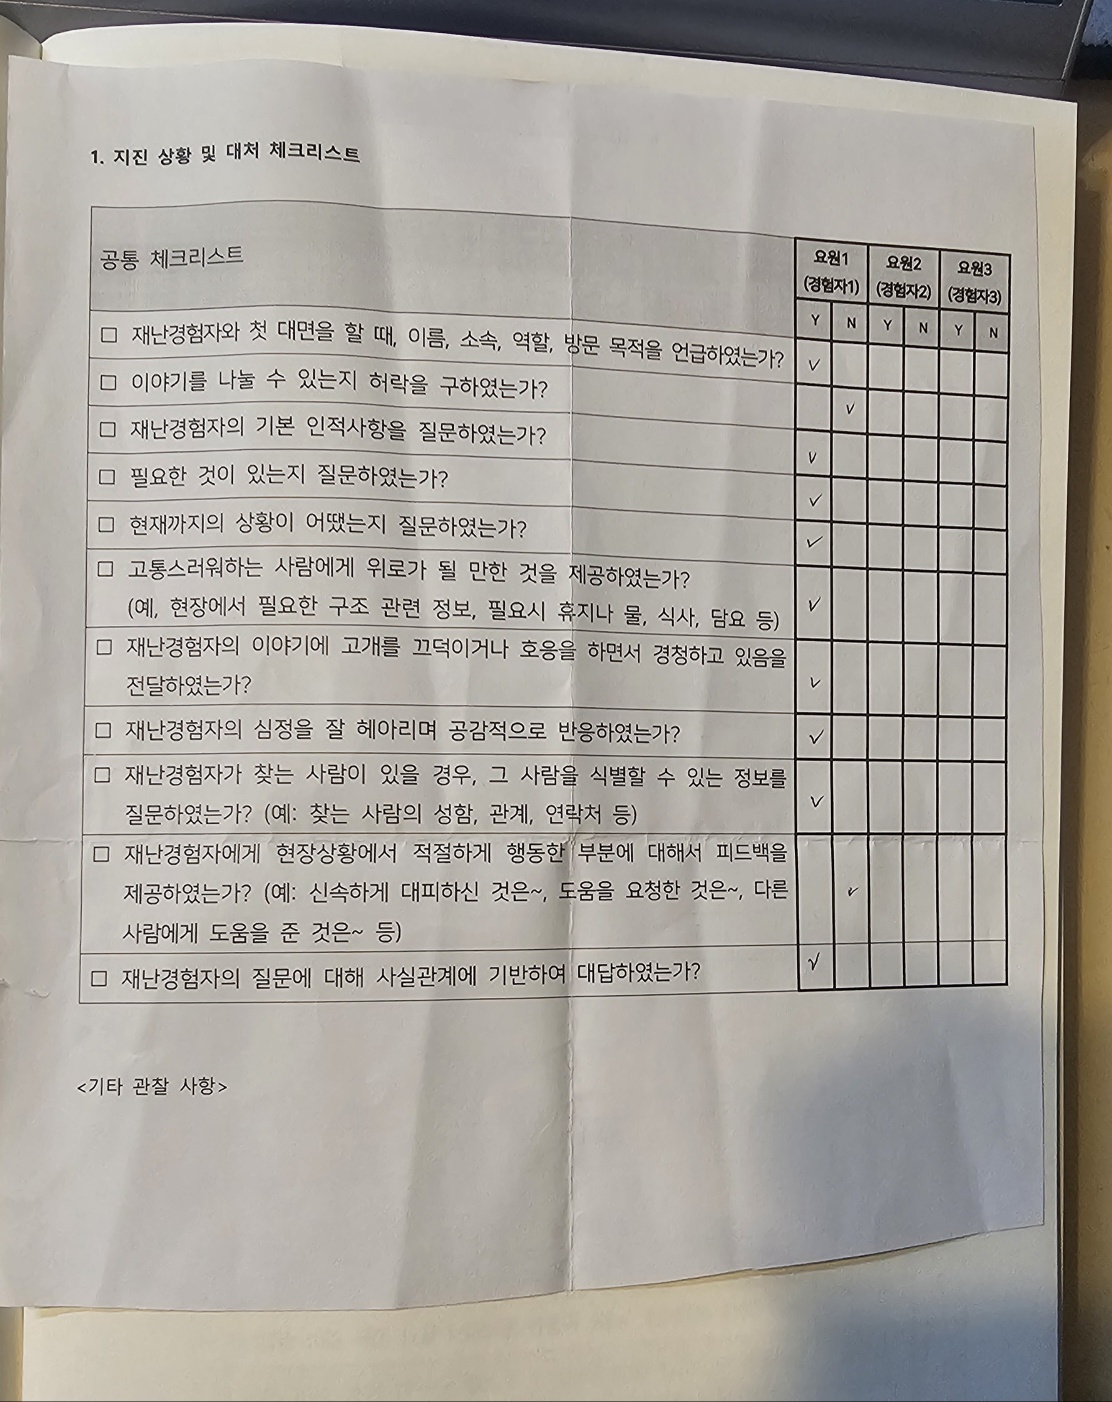 1. 지진 상황 및 대처 체크리스트
공통 체크리스트
요원1 요원2 요원3
(경험자1) (경험자2) (경험자3)
Y N Y N Y N
□ 재난경험자와 첫 대면을 할 때, 이름, 소속, 역할, 방문 목적을 언급하였는가? ✓
□ 이야기를 나눌 수 있는지 허락을 구하였는가? ✓
□ 재난경험자의 기본 인적사항을 질문하였는가? ✓
□ 필요한 것이 있는지 질문하였는가? ✓
□ 현재까지의 상황이 어땠는지 질문하였는가? ✓
□ 고통스러워하는 사람에게 위로가 될 만한 것을 제공하였는가?
(예, 현장에서 필요한 구조 관련 정보, 필요시 휴지나 물, 식사, 담요 등) ✓
□ 재난경험자의 이야기에 고개를 끄덕이거나 호응을 하면서 경청하고 있음을
전달하였는가? ✓
□ 재난경험자의 심정을 잘 헤아리며 공감적으로 반응하였는가? ✓
□ 재난경험자가 찾는 사람이 있을 경우, 그 사람을 식별할 수 있는 정보를
질문하였는가? (예: 찾는 사람의 성함, 관계, 연락처 등) ✓
□ 재난경험자에게 현장상황에서 적절하게 행동한 부분에 대해서 피드백을
제공하였는가? (예: 신속하게 대피하신 것은~, 도움을 요청한 것은~, 다른 ✓
사람에게 도움을 준 것은~ 등)
□ 재난경험자의 질문에 대해 사실관계에 기반하여 대답하였는가? ✓
<기타 관찰 사항>